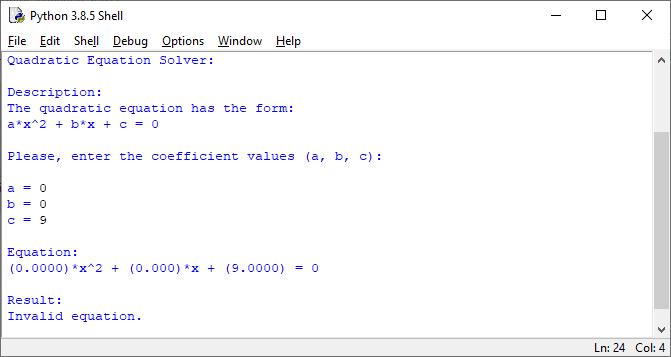 Python 3.8.5 Shell
File Edit Shell Debug Options Window Help
Quadratic Equation Solver:
Description:
The quadratic equation has the form:
a*x^2 + b*x + c = 0
Please, enter the coefficient values (a, b, c):
a = 0
b = 0
c = 9
Equation:
(0.0000)*x^2 + (0.000)*x + (9.0000) = 0
Result:
Invalid equation.
Ln: 24 Col: 4